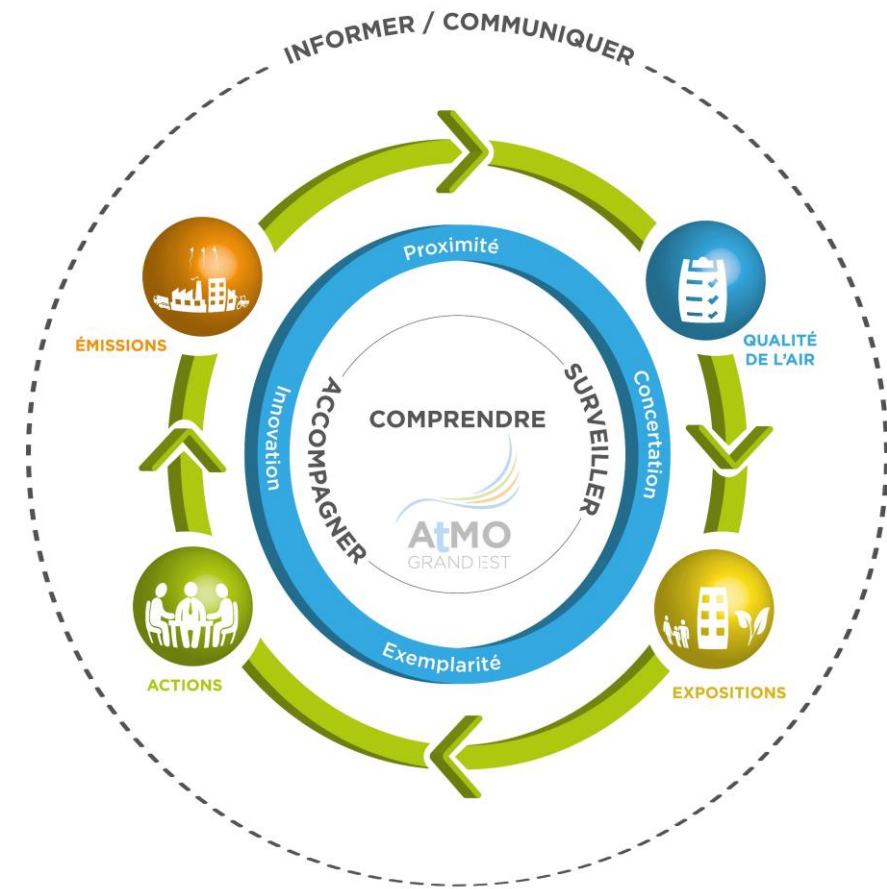 INFORMER / COMMUNIQUER
Proximité
ÉMISSIONS
QUALITÉ
DE L'AIR
Innovation
ACCOMPAGNER
COMPRENDRE
SURVEILLER
Concertation
AtMO
GRAND EST
Exemplarité
ACTIONS
EXPOSITIONS